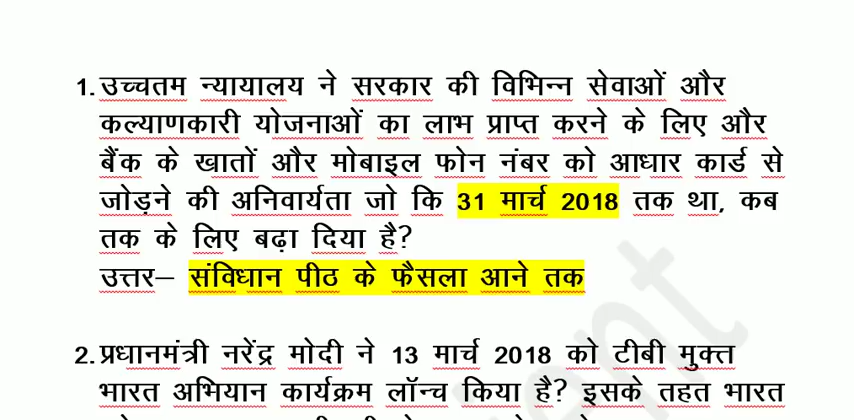 1. उच्चतम न्यायालय ने सरकार की विभिन्न सेवाओं और
कल्याणकारी योजनाओं का लाभ प्राप्त करने के लिए और
बैंक के खातों और मोबाइल फोन नंबर को आधार कार्ड से
जोड़ने की अनिवार्यता जो कि 31 मार्च 2018 तक था, कब
तक के लिए बढ़ा दिया है?
उत्तर– संविधान पीठ के फैसला आने तक
2. प्रधानमंत्री नरेंद्र मोदी ने 13 मार्च 2018 को टीबी मुक्त
भारत अभियान कार्यक्रम लॉन्च किया है? इसके तहत भारत